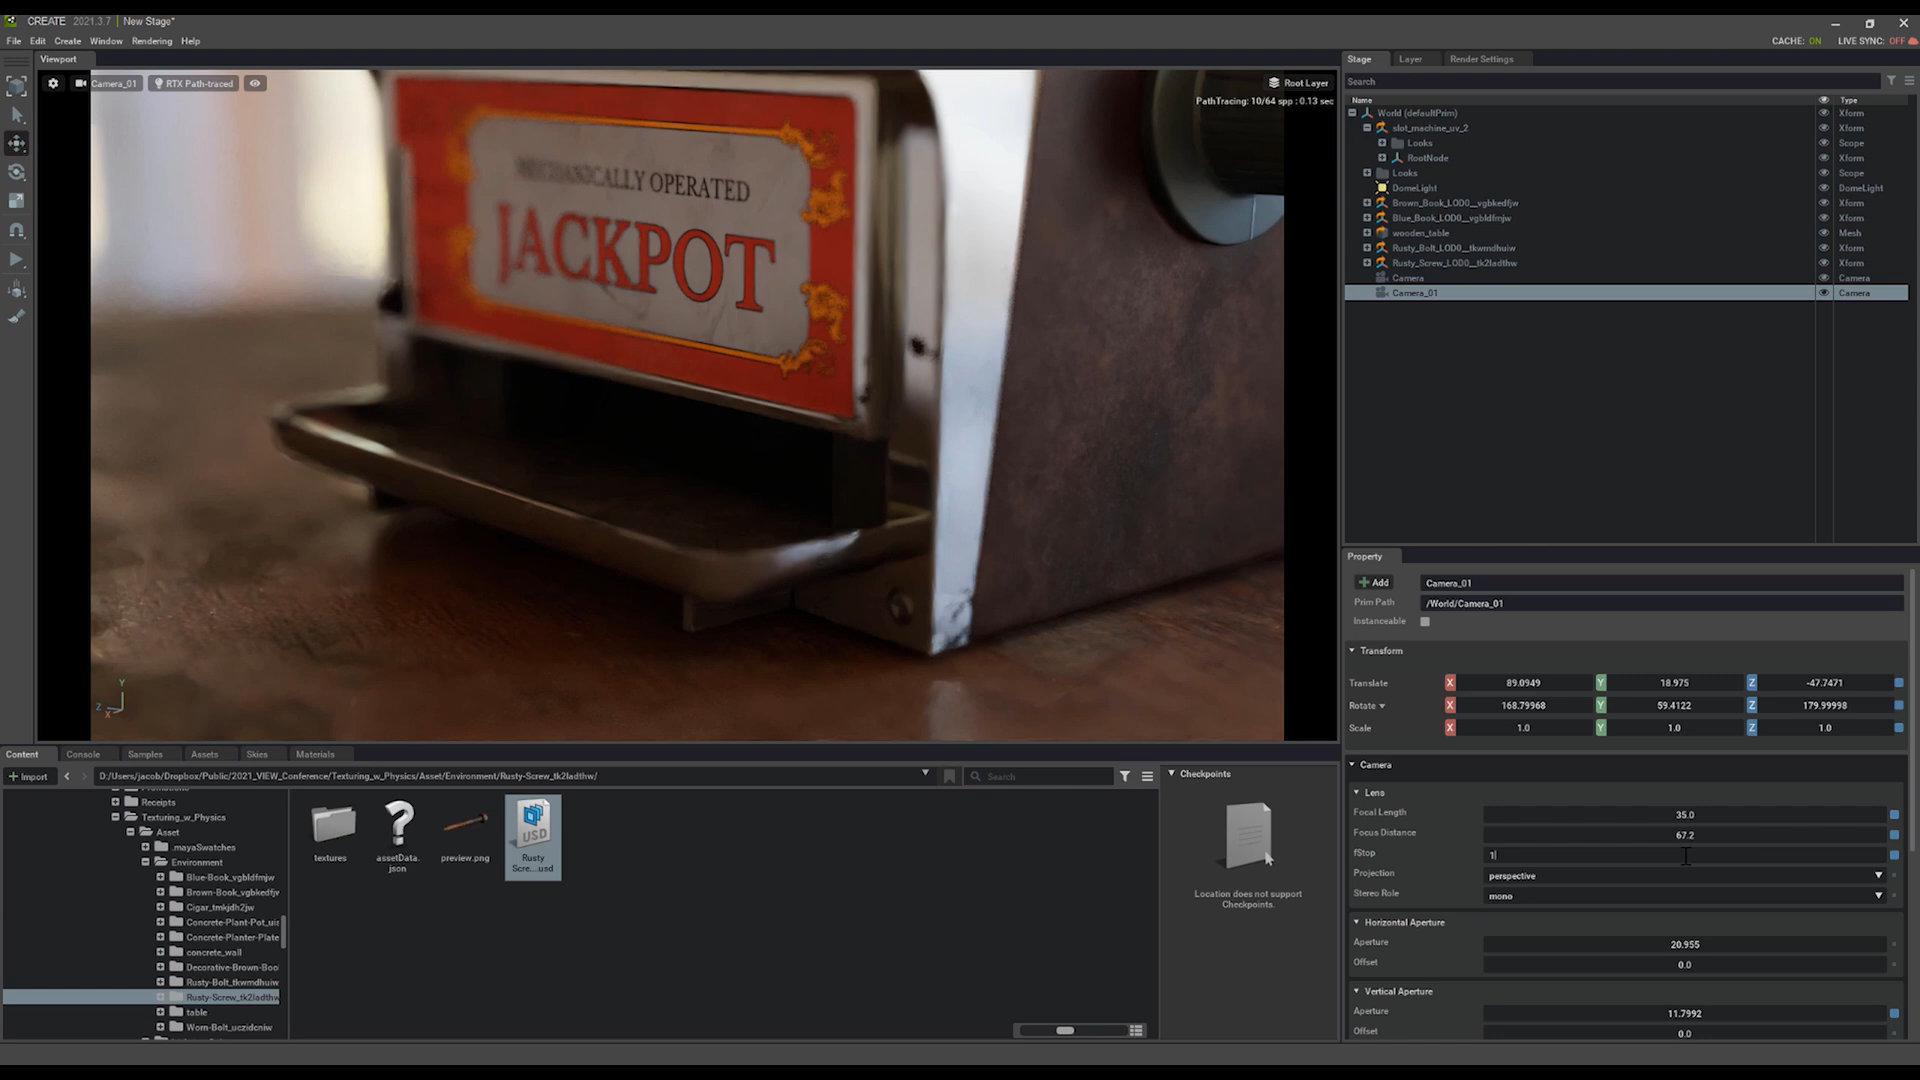 CREATE 2021.3.7 | New Stage*
File Edit Create Window Rendering Help
CACHE: ON LIVE SYNC: OFF
Viewport
Camera_01 RTX Path-traced
Root Layer
PathTracing: 10/64 spp : 0.13 sec
MECHANICALLY OPERATED
JACKPOT
Y
Z
X
Stage Layer Render Settings
Search
Name Type
World (defaultPrim) Xform
slot_machine_uv_2 Xform
Looks Scope
RootNode Xform
Looks Scope
DomeLight DomeLight
Brown_Book_LOD0__vgbkedfjw Xform
Blue_Book_LOD0__vgbldfmjw Xform
wooden_table Mesh
Rusty_Bolt_LOD0__tkwmdhuiw Xform
Rusty_Screw_LOD0__tk2ladthw Xform
Camera Camera
Camera_01 Camera
Property
Add Camera_01
Prim Path /World/Camera_01
Instanceable
Transform
Translate X 89.0949 Y 18.975 Z -47.7471
Rotate X 168.79968 Y 59.4122 Z 179.99998
Scale X 1.0 Y 1.0 Z 1.0
Camera
Lens
Focal Length 35.0
Focus Distance 67.2
fStop 1
Projection perspective
Stereo Role mono
Horizontal Aperture
Aperture 20.955
Offset 0.0
Vertical Aperture
Aperture 11.7992
Offset 0.0
Content Console Samples Assets Skies Materials
Import D:/Users/jacob/Dropbox/Public/2021_VIEW_Conference/Texturing_w_Physics/Asset/Environment/Rusty-Screw_tk2ladthw/ Search
Receipts
Texturing_w_Physics
Asset
.mayaSwatches
Environment
Blue-Book_vgbldfmjw
Brown-Book_vgbkedfjv
Cigar_tmkjdh2jw
Concrete-Plant-Pot_uis
Concrete-Planter-Plate
concrete_wall
Decorative-Brown-Boo
Rusty-Bolt_tkwmdhuiw
Rusty-Screw_tk2ladthw
table
Worn-Bolt_uczidcniw
textures
assetData.
json
preview.png
USD
Rusty
Scre....usd
Checkpoints
Location does not support
Checkpoints.